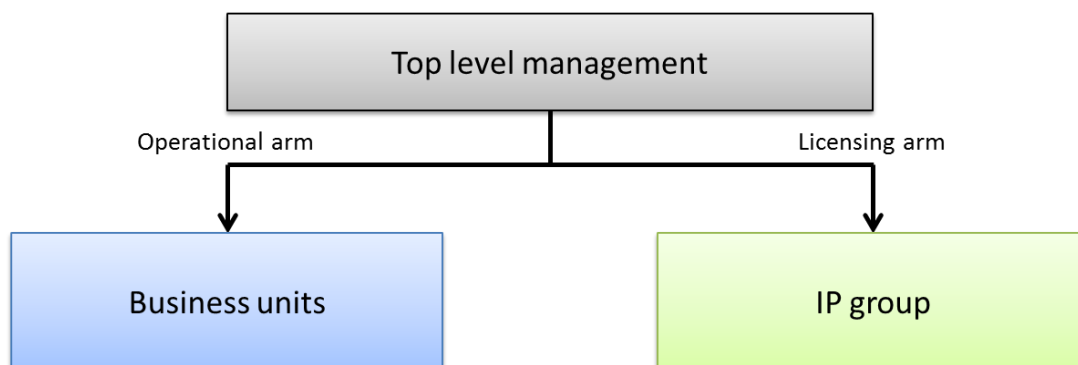 Top level management
Operational arm
Licensing arm
Business units
IP group